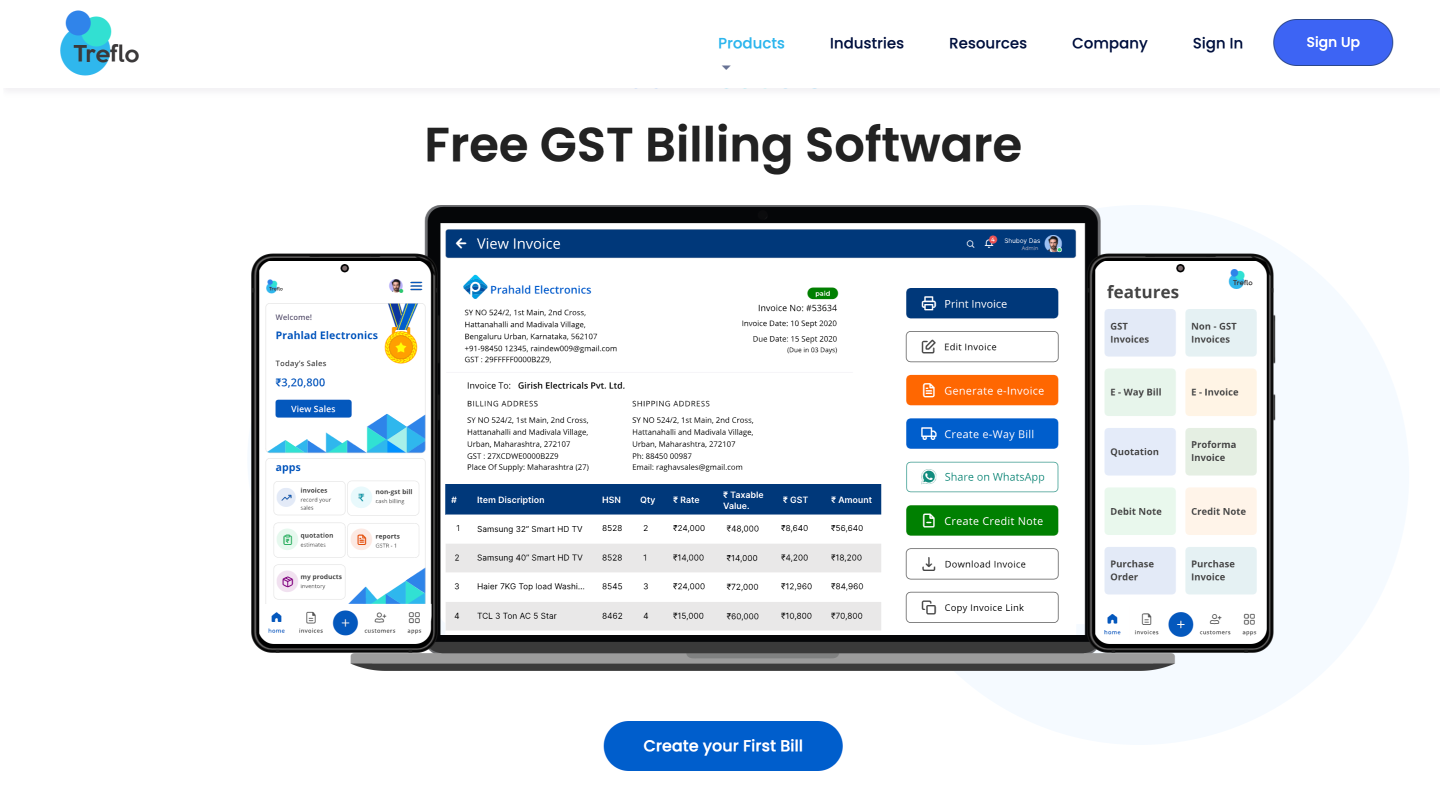 Treflo
Products
Industries
Resources
Company
Sign In
Sign Up
Free GST Billing Software
Treflo
Welcome!
Prahlad Electronics
Today's Sales
₹3,20,800
View Sales
apps
invoices
record your
sales
non-gst bill
cash billing
quotation
estimates
reports
GSTR - 1
my products
inventory
home
invoices
+
customers
apps
View Invoice
Shuboy Das
Admin
Prahald Electronics
SY NO 524/2, 1st Main, 2nd Cross,
Hattanahalli and Madivala Village,
Bengaluru Urban, Karnataka, 562107
+91-98450 12345, raindew009@gmail.com
GST : 29FFFFF0000B2Z9,
paid
Invoice No: #53634
Invoice Date: 10 Sept 2020
Due Date: 15 Sept 2020
(Due in 03 Days)
Invoice To: Girish Electricals Pvt. Ltd.
BILLING ADDRESS
SY NO 524/2, 1st Main, 2nd Cross,
Hattanahalli and Madivala Village,
Urban, Maharashtra, 272107
GST : 27XCDWE0000B2Z9
Place Of Supply: Maharashtra (27)
SHIPPING ADDRESS
SY NO 524/2, 1st Main, 2nd Cross,
Hattanahalli and Madivala Village,
Urban, Maharashtra, 272107
Ph: 88450 00987
Email: raghavsales@gmail.com
# Item Discription HSN Qty ₹ Rate ₹ Taxable Value. ₹ GST ₹ Amount
1 Samsung 32” Smart HD TV 8528 2 ₹24,000 ₹48,000 ₹8,640 ₹56,640
2 Samsung 40” Smart HD TV 8528 1 ₹14,000 ₹14,000 ₹4,200 ₹18,200
3 Haier 7KG Top load Washi... 8545 3 ₹24,000 ₹72,000 ₹12,960 ₹84,960
4 TCL 3 Ton AC 5 Star 8462 4 ₹15,000 ₹60,000 ₹10,800 ₹70,800
Print Invoice
Edit Invoice
Generate e-Invoice
Create e-Way Bill
Share on WhatsApp
Create Credit Note
Download Invoice
Copy Invoice Link
Treflo
features
GST
Invoices
Non - GST
Invoices
E - Way Bill
E - Invoice
Quotation
Proforma
Invoice
Debit Note
Credit Note
Purchase
Order
Purchase
Invoice
home
invoices
+
customers
apps
Create your First Bill